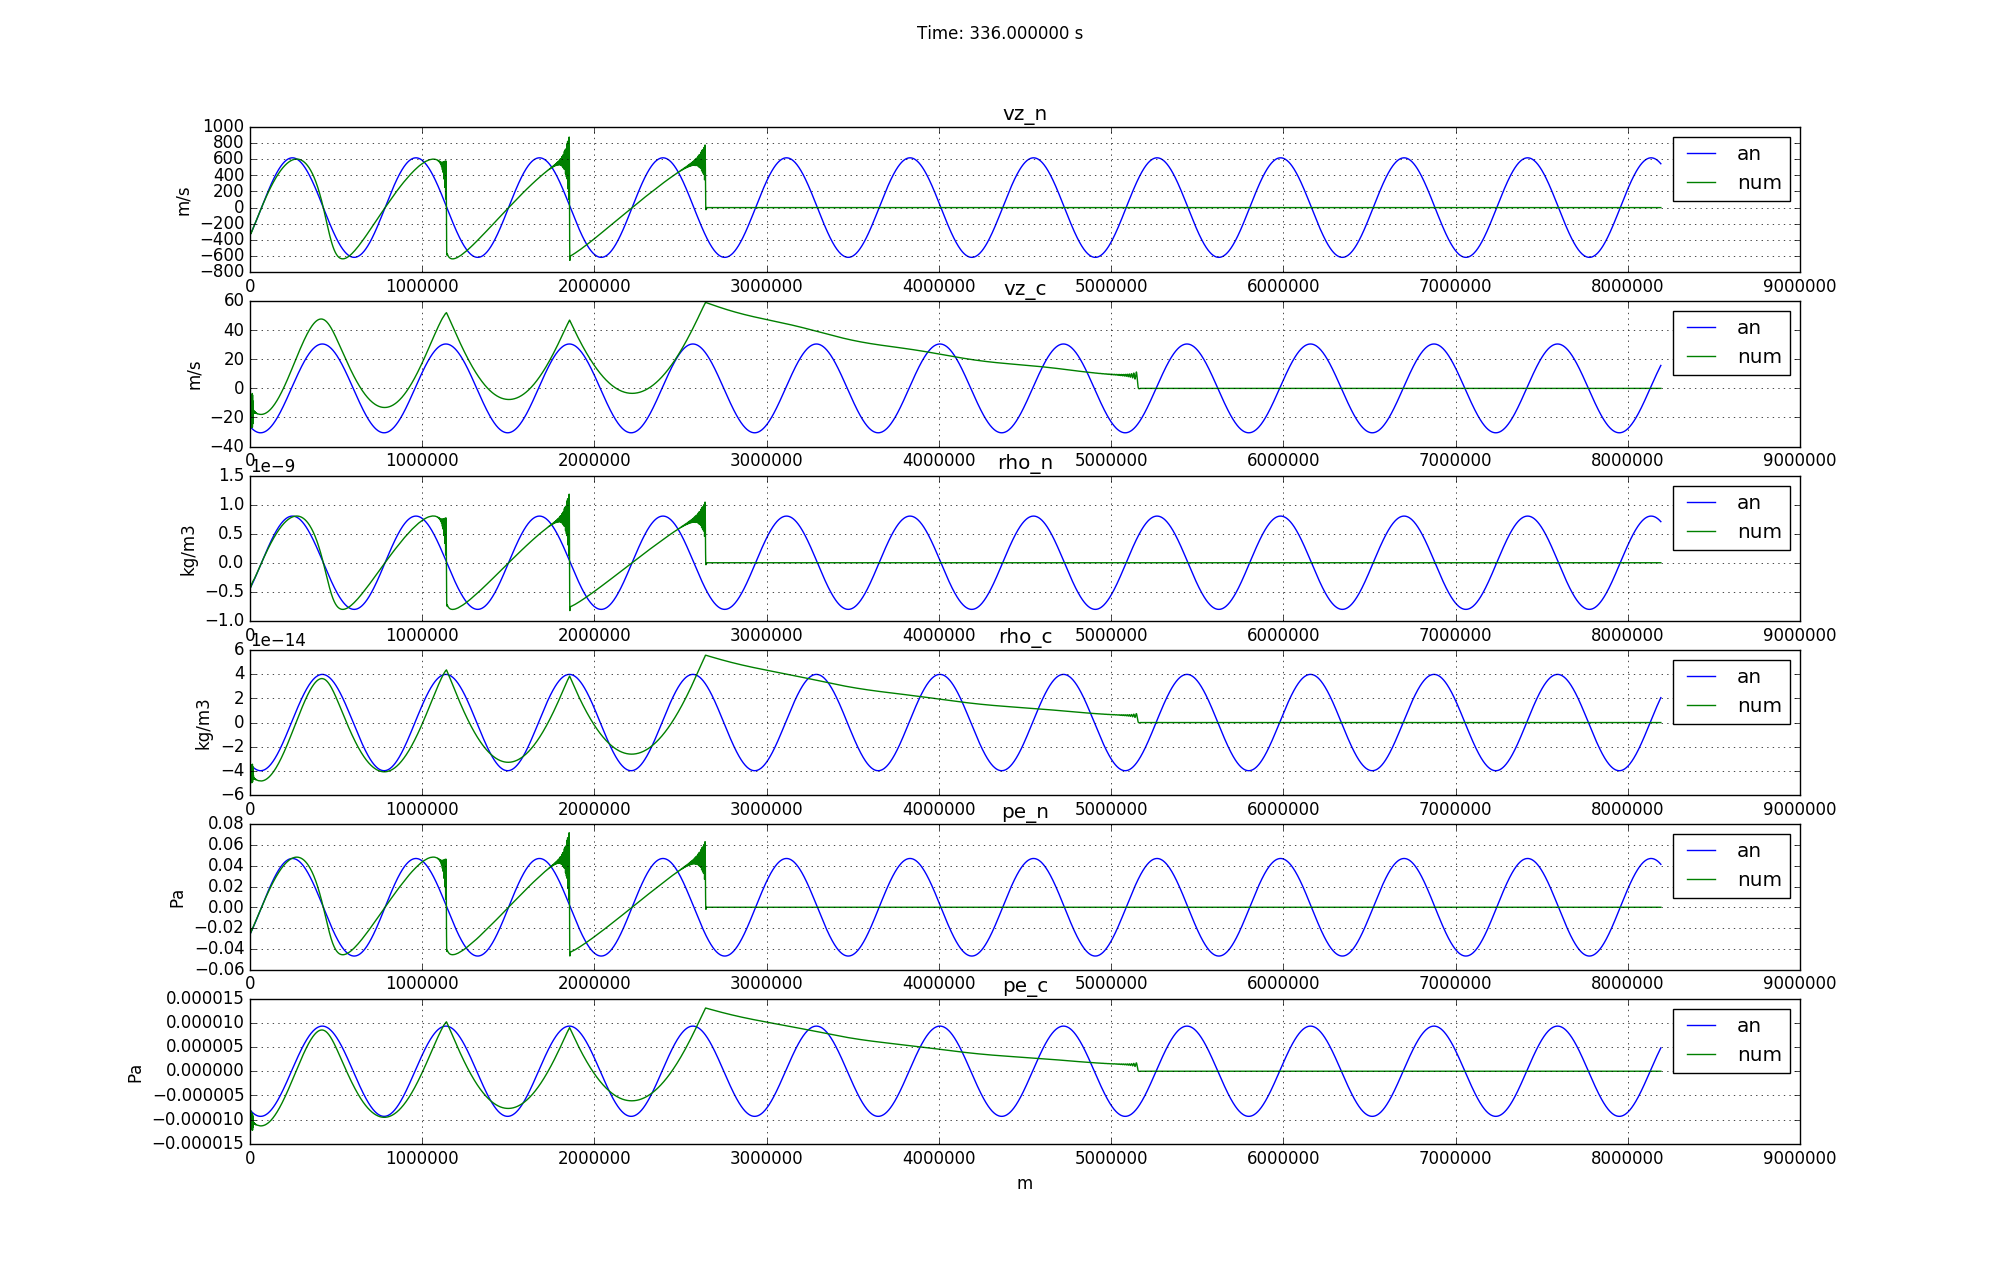 Time: 336.000000 s
vz_n
1000
800
600
400
200
0
−200
−400
−600
−800
m/s
an
num
0 1000000 2000000 3000000 4000000 5000000 6000000 7000000 8000000 9000000
vz_c
60
40
20
0
−20
−40
m/s
an
num
0 1000000 2000000 3000000 4000000 5000000 6000000 7000000 8000000 9000000
1e−9
rho_n
1.5
1.0
0.5
0.0
−0.5
−1.0
kg/m3
an
num
0 1000000 2000000 3000000 4000000 5000000 6000000 7000000 8000000 9000000
1e−14
rho_c
6
4
2
0
−2
−4
−6
kg/m3
an
num
0 1000000 2000000 3000000 4000000 5000000 6000000 7000000 8000000 9000000
pe_n
0.08
0.06
0.04
0.02
0.00
−0.02
−0.04
−0.06
Pa
an
num
0 1000000 2000000 3000000 4000000 5000000 6000000 7000000 8000000 9000000
pe_c
0.000015
0.000010
0.000005
0.000000
−0.000005
−0.000010
−0.000015
Pa
an
num
0 1000000 2000000 3000000 4000000 5000000 6000000 7000000 8000000 9000000
m